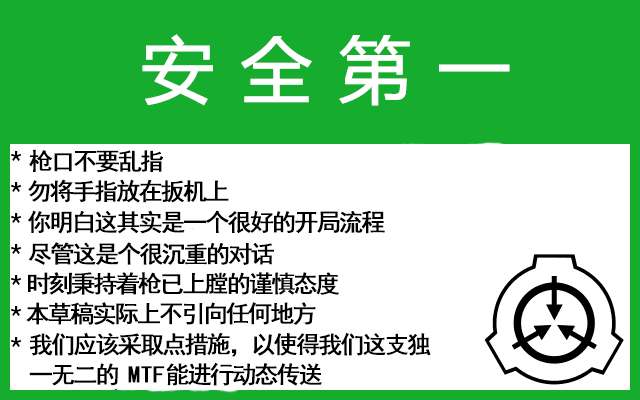 安全第一
* 枪口不要乱指
* 勿将手指放在扳机上
* 你明白这其实是一个很好的开局流程
* 尽管这是个很沉重的对话
* 时刻秉持着枪已上膛的谨慎态度
* 本草稿实际上不引向任何地方
* 我们应该采取点措施，以使得我们这支独
一无二的 MTF能进行动态传送